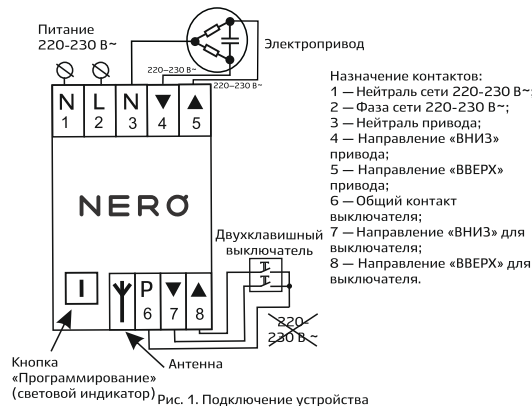 Питание
220-230 В~
Электропривод
220–230 В~
220–230 В~
N L N ▼ ▲
1 2 3 4 5
NERO
Двухклавишный
выключатель
I
P ▼ ▲
6 7 8
220-
230 В ~
Кнопка
«Программирование»
(световой индикатор)
Антенна
Назначение контактов:
1 — Нейтраль сети 220-230 В~;
2 — Фаза сети 220-230 В~;
3 — Нейтраль привода;
4 — Направление «ВНИЗ»
привода;
5 — Направление «ВВЕРХ»
привода;
6 — Общий контакт
выключателя;
7 — Направление «ВНИЗ» для
выключателя;
8 — Направление «ВВЕРХ» для
выключателя.
Рис. 1. Подключение устройства